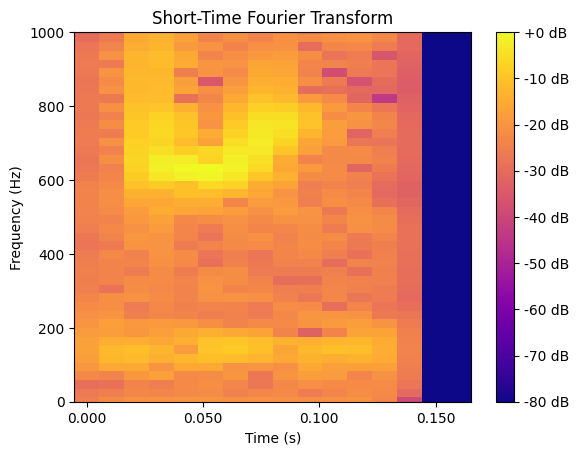 Short-Time Fourier Transform
1000
800
600
400
200
0
Frequency (Hz)
0.000
0.050
0.100
0.150
Time (s)
+0 dB
-10 dB
-20 dB
-30 dB
-40 dB
-50 dB
-60 dB
-70 dB
-80 dB